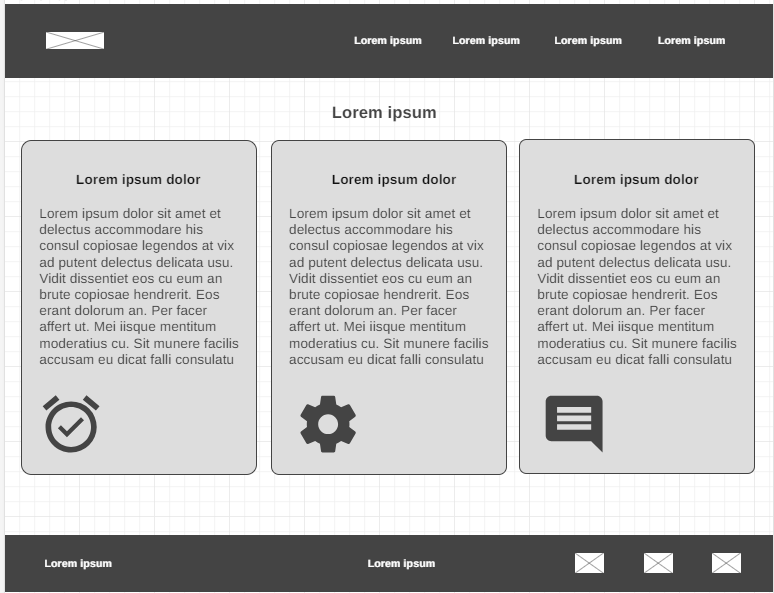 Lorem ipsum Lorem ipsum Lorem ipsum Lorem ipsum
Lorem ipsum
Lorem ipsum dolor
Lorem ipsum dolor sit amet et
delectus accommodare his
consul copiosae legendos at vix
ad putent delectus delicata usu.
Vidit dissentiet eos cu eum an
brute copiosae hendrerit. Eos
erant dolorum an. Per facer
affert ut. Mei iisque mentitum
moderatius cu. Sit munere facilis
accusam eu dicat falli consulatu
Lorem ipsum dolor
Lorem ipsum dolor sit amet et
delectus accommodare his
consul copiosae legendos at vix
ad putent delectus delicata usu.
Vidit dissentiet eos cu eum an
brute copiosae hendrerit. Eos
erant dolorum an. Per facer
affert ut. Mei iisque mentitum
moderatius cu. Sit munere facilis
accusam eu dicat falli consulatu
Lorem ipsum dolor
Lorem ipsum dolor sit amet et
delectus accommodare his
consul copiosae legendos at vix
ad putent delectus delicata usu.
Vidit dissentiet eos cu eum an
brute copiosae hendrerit. Eos
erant dolorum an. Per facer
affert ut. Mei iisque mentitum
moderatius cu. Sit munere facilis
accusam eu dicat falli consulatu
Lorem ipsum Lorem ipsum